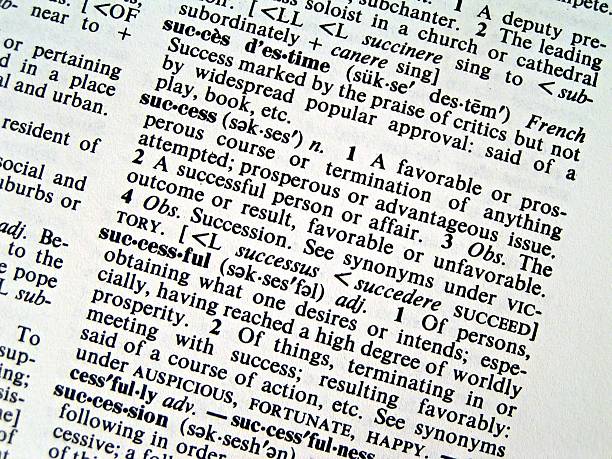 es. [<OF
near to +
or pertaining
d in a place
al and urban.
resident of
social and
uburbs or
adj. Be-
to the
e pope
L sub-
To
sup-
ing;
sis-
ne]
of
subchanter. 1 A deputy pre-
soloist in a church or cathedral
subordinately + canere sing]
[<LL <L succinere sing to <sub-
suc·cès d'es·time (sük·se′ des·tēm′) French
Success marked by the praise of critics but not
by widespread popular approval: said of a
play, book, etc.
suc·cess (sək·ses′) n. 1 A favorable or pros-
perous course or termination of anything
attempted; prosperous or advantageous issue.
2 A successful person or affair. 3 Obs. The
outcome or result, favorable or unfavorable.
4 Obs. Succession. See synonyms under VIC-
TORY. [<L successus <succedere SUCCEED]
suc·cess·ful (sək·ses′fəl) adj. 1 Of persons,
obtaining what one desires or intends; espe-
cially, having reached a high degree of worldly
prosperity. 2 Of things, terminating in or
meeting with success; resulting favorably:
said of a course of action, etc. See synonyms
under AUSPICIOUS, FORTUNATE, HAPPY. —
cess′ful·ly adv. — suc·cess′ful·ness
suc·ces·sion (sək·sesh′ən)
following in order
cessive; a